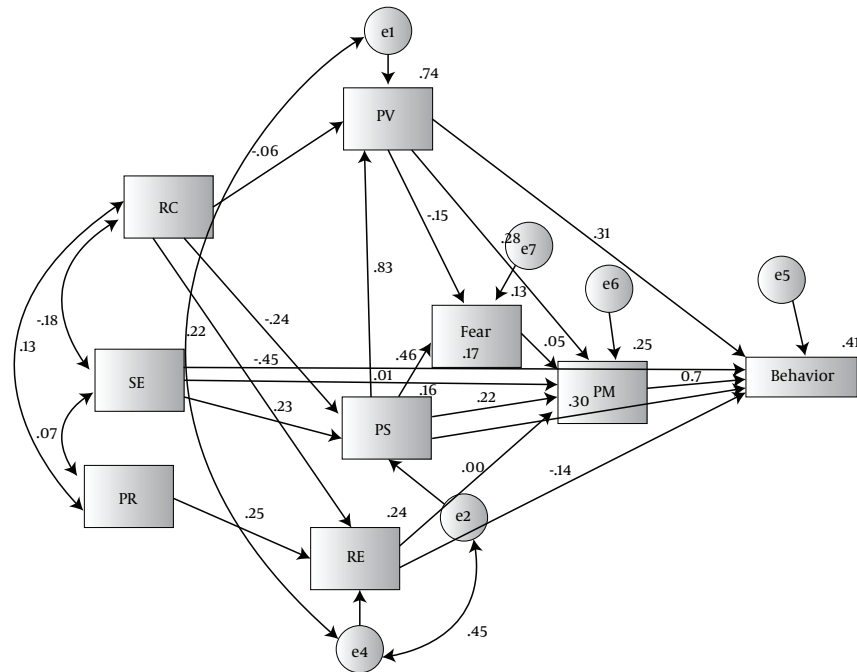 e1
.74
PV
-.06
RC
-.15
.31
.28
e7
.83
e5
.13
e6
-.18
-.24
.22
.13
Fear
.05
.25
.41
.46
.17
-.45
SE
.01
0.7
Behavior
.16
.22
PM
.30
.23
PS
.07
.00
-.14
PR
.25
.24
e2
RE
.45
e4